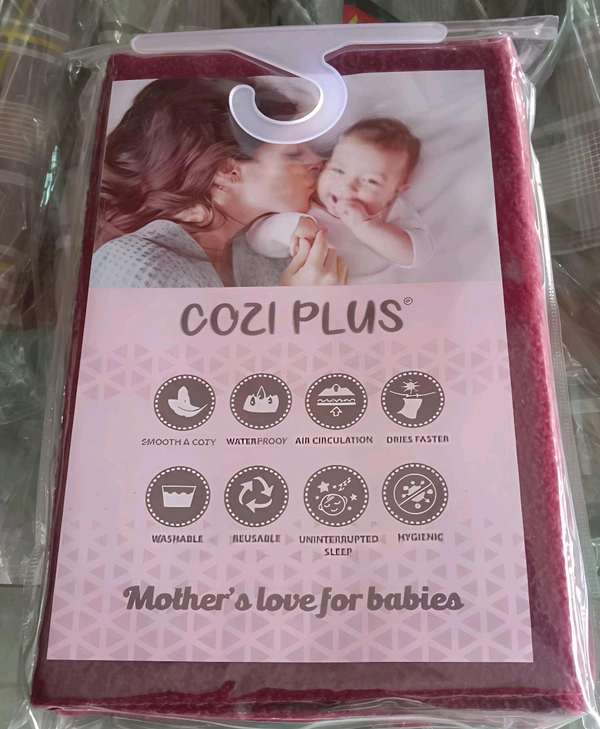 COZI PLUS®
SMOOTH & COZY WATERPROOF AIR CIRCULATION DRIES FASTER
WASHABLE REUSABLE UNINTERRUPTED SLEEP HYGIENIC
Mother's love for babies